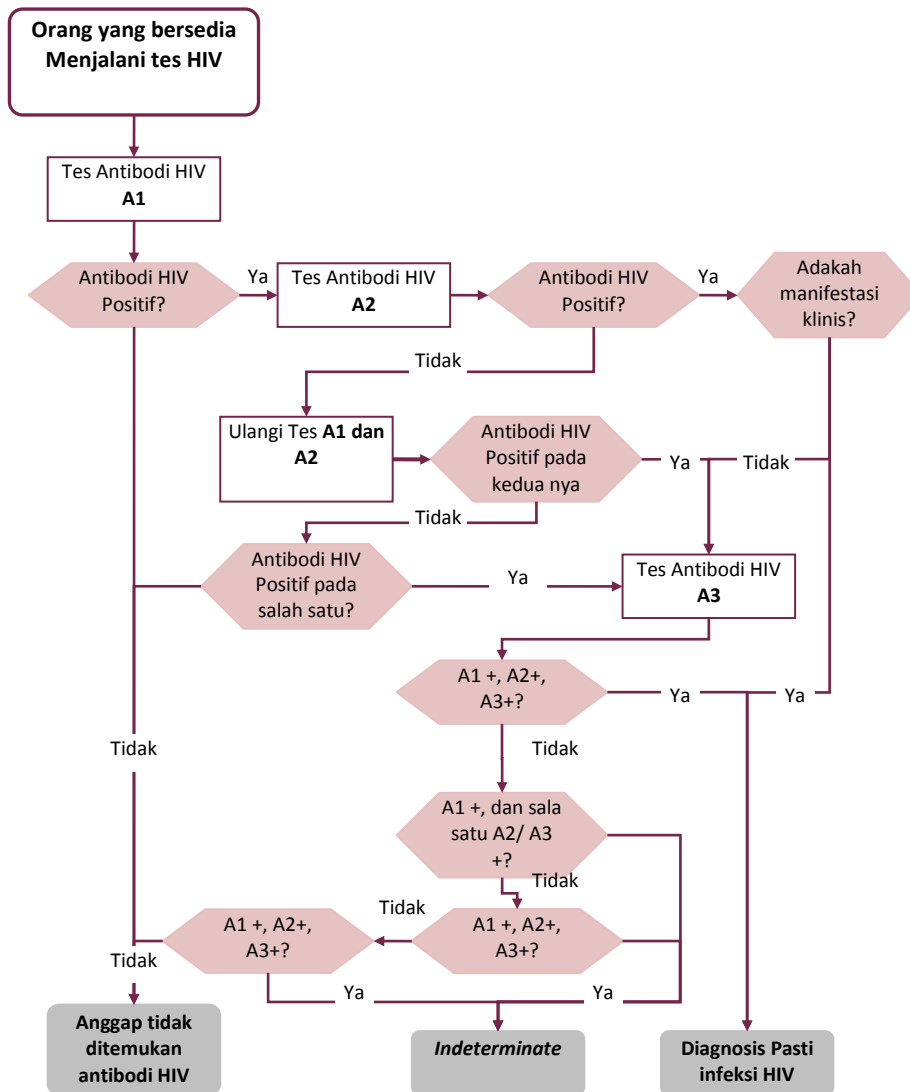 Orang yang bersedia
Menjalani tes HIV
Tes Antibodi HIV
A1
Antibodi HIV
Positif?
Ya
Tes Antibodi HIV
A2
Antibodi HIV
Positif?
Ya
Adakah
manifestasi
klinis?
Tidak
Ulangi Tes A1 dan
A2
Antibodi HIV
Positif pada
kedua nya
Ya
Tidak
Tidak
Antibodi HIV
Positif pada
salah satu?
Ya
Tes Antibodi HIV
A3
A1 +, A2+,
A3+?
Ya
Ya
Tidak
Tidak
A1 +, dan sala
satu A2/ A3
+?
Tidak
A1 +, A2+,
A3+?
Tidak
A1 +, A2+,
A3+?
Tidak
Ya
Ya
Anggap tidak
ditemukan
antibodi HIV
Indeterminate
Diagnosis Pasti
infeksi HIV